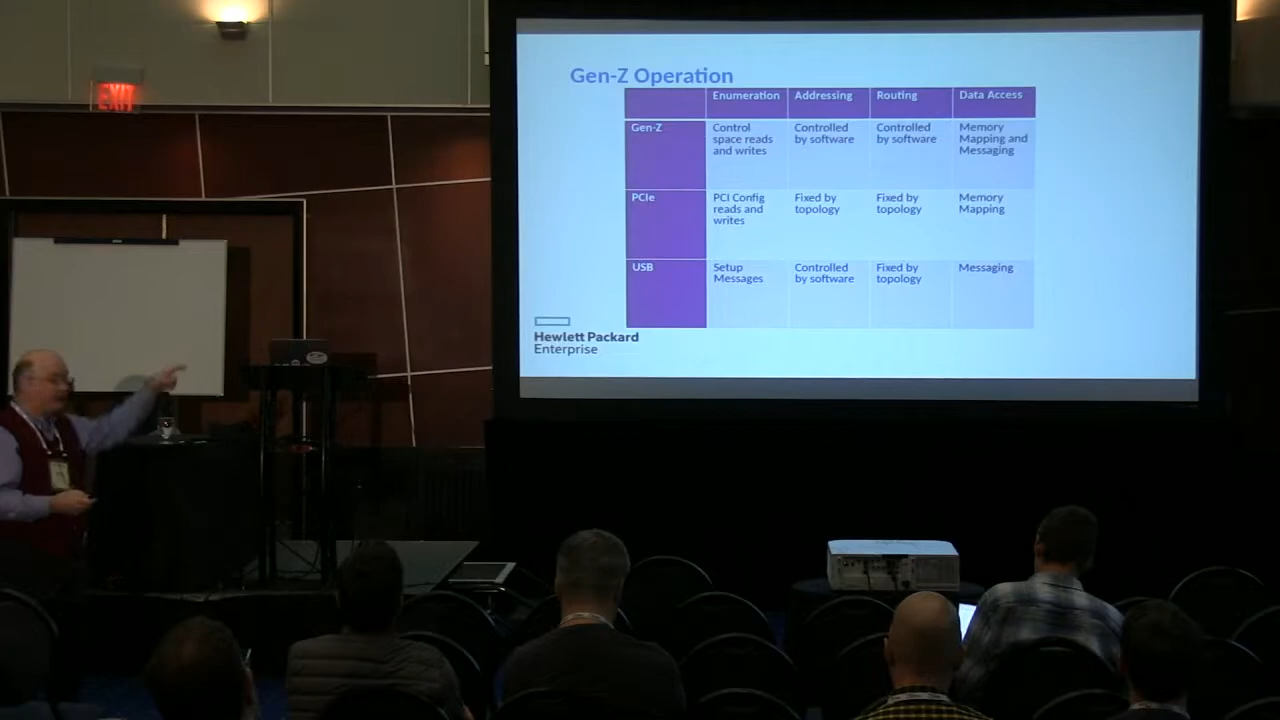 EXIT
Gen-Z Operation
Enumeration Addressing Routing Data Access
Gen-Z
Control
space reads
and writes
Controlled
by software
Controlled
by software
Memory
Mapping and
Messaging
PCIe
PCI Config
reads and
writes
Fixed by
topology
Fixed by
topology
Memory
Mapping
USB
Setup
Messages
Controlled
by software
Fixed by
topology
Messaging
Hewlett Packard
Enterprise